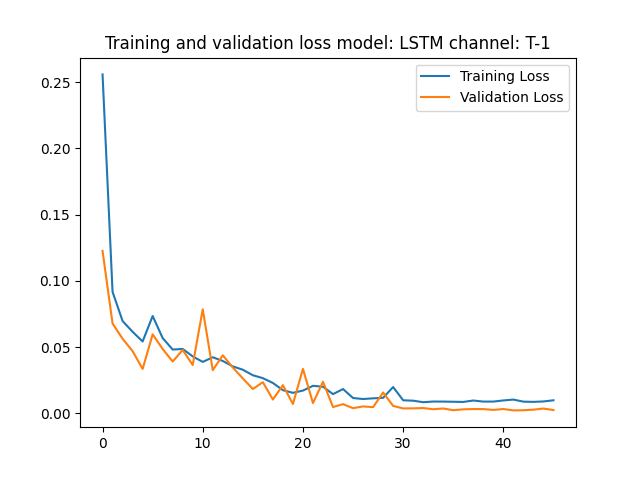 Training and validation loss model: LSTM channel: T-1
Training Loss
Validation Loss
0.25
0.20
0.15
0.10
0.05
0.00
0 10 20 30 40